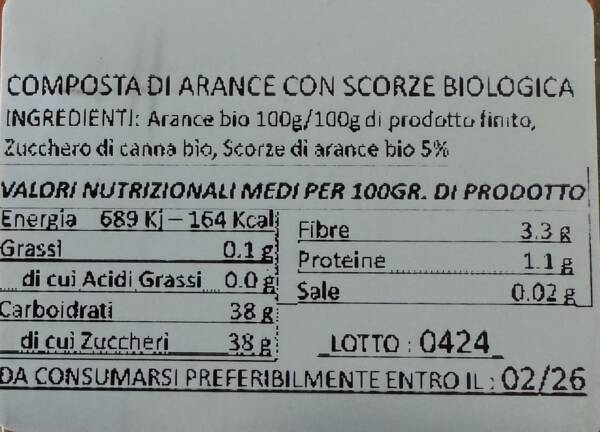 COMPOSTA DI ARANCE CON SCORZE BIOLOGICA
INGREDIENTI: Arance bio 100g/100g di prodotto finito,
Zucchero di canna bio, Scorze di arance bio 5%
VALORI NUTRIZIONALI MEDI PER 100GR. DI PRODOTTO
Energia 689 Kj – 164 Kcal
Grassi 0.1 g
di cui Acidi Grassi 0.0 g
Carboidrati 38 g
di cui Zuccheri 38 g
Fibre 3.3 g
Proteine 1.1 g
Sale 0.02 g
LOTTO : 0424
DA CONSUMARSI PREFERIBILMENTE ENTRO IL : 02/26